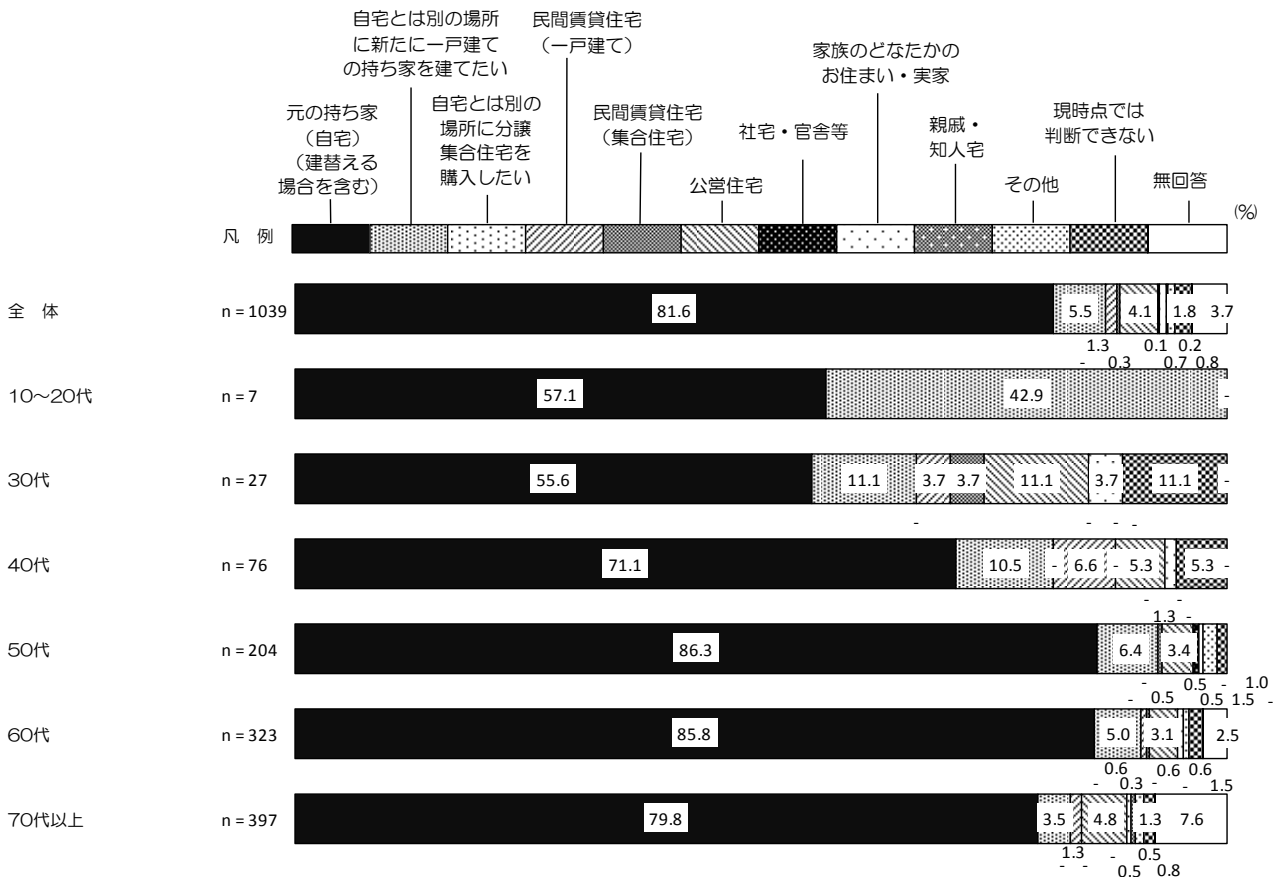 自宅とは別の場所
に新たに一戸建て
の持ち家を建てたい
民間賃貸住宅
（一戸建て）
家族のどなたかの
お住まい・実家
元の持ち家
（自宅）
（建替える
場合を含む）
自宅とは別の
場所に分譲
集合住宅を
購入したい
民間賃貸住宅
（集合住宅）
公営住宅
社宅・官舎等
親戚・
知人宅
その他
現時点では
判断できない
無回答
(%)
凡 例
全 体 n = 1039 81.6 5.5 4.1 1.8 3.7
1.3 0.1 0.2
- 0.3 0.7 0.8
10～20代 n = 7 57.1 42.9 -
30代 n = 27 55.6 11.1 3.7 3.7 11.1 3.7 11.1 -
- - - -
40代 n = 76 71.1 10.5 - 6.6 - 5.3 5.3 -
- -
1.3 -
50代 n = 204 86.3 6.4 3.4
- 0.5 - 1.0
- 0.5 0.5 1.5 -
60代 n = 323 85.8 5.0 3.1 2.5
0.6 0.6 0.6
- 0.3 - - 1.5
70代以上 n = 397 79.8 3.5 4.8 1.3 7.6
1.3 - 0.5
- - 0.5 0.8